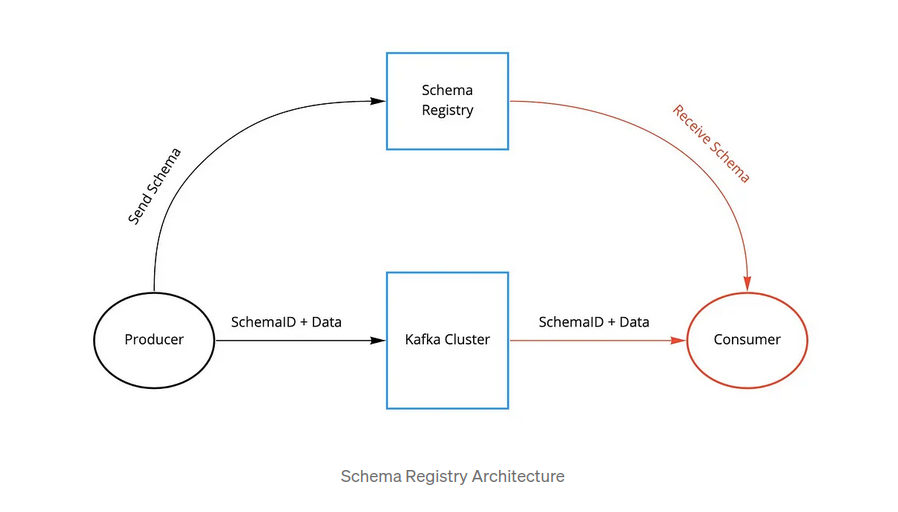 Schema
Registry
Send Schema
Receive Schema
Producer
SchemaID + Data
Kafka Cluster
SchemaID + Data
Consumer
Schema Registry Architecture